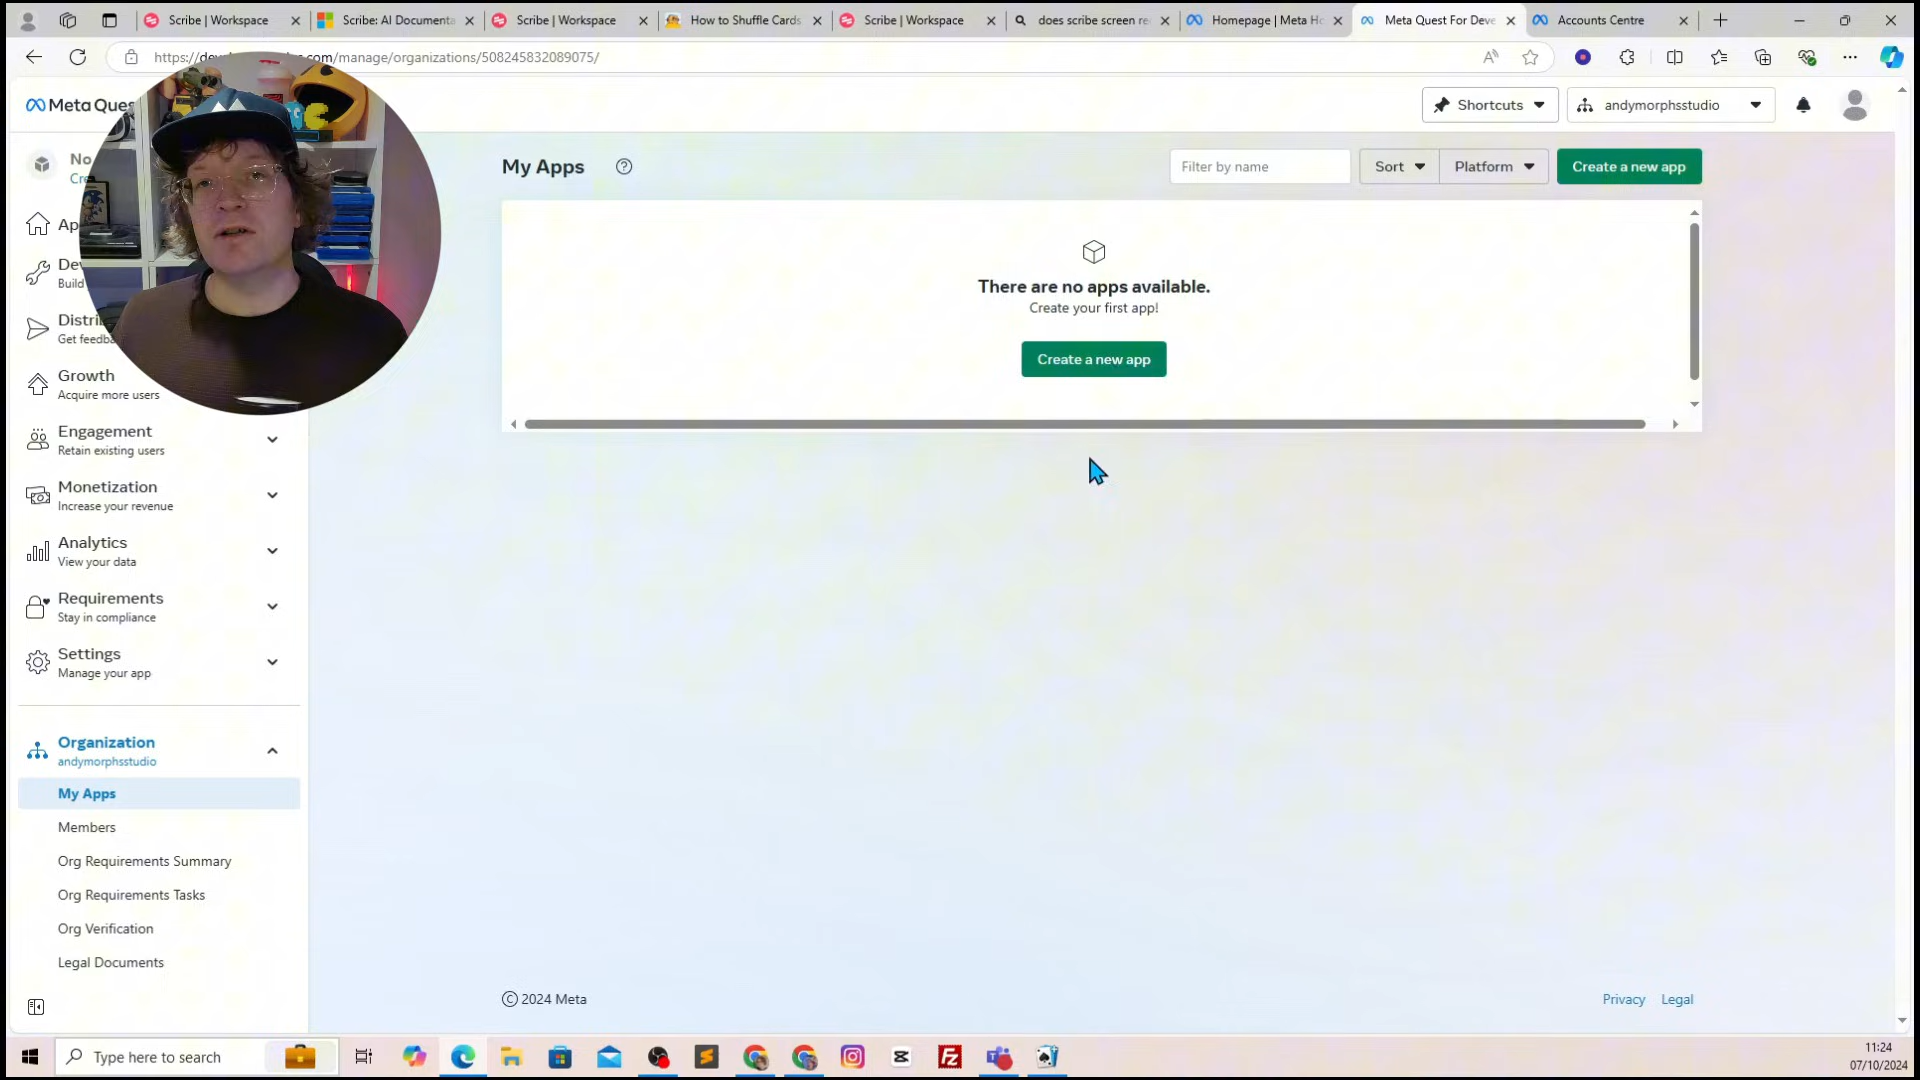 Scribe | Workspace
Scribe: AI Documenta
Scribe | Workspace
How to Shuffle Cards
Scribe | Workspace
does scribe screen re
Homepage | Meta Ho
Meta Quest For Deve
Accounts Centre
https://de
com/manage/organizations/508245832089075/
Meta Ques
Shortcuts
andymorphsstudio
No
Cre
My Apps
Filter by name
Sort
Platform
Create a new app
Ap
Dev
Build
Distri
Get feedba
There are no apps available.
Create your first app!
Create a new app
Growth
Acquire more users
Engagement
Retain existing users
Monetization
Increase your revenue
Analytics
View your data
Requirements
Stay in compliance
Settings
Manage your app
Organization
andymorphsstudio
My Apps
Members
Org Requirements Summary
Org Requirements Tasks
Org Verification
Legal Documents
© 2024 Meta
Privacy
Legal
Type here to search
11:24
07/10/2024